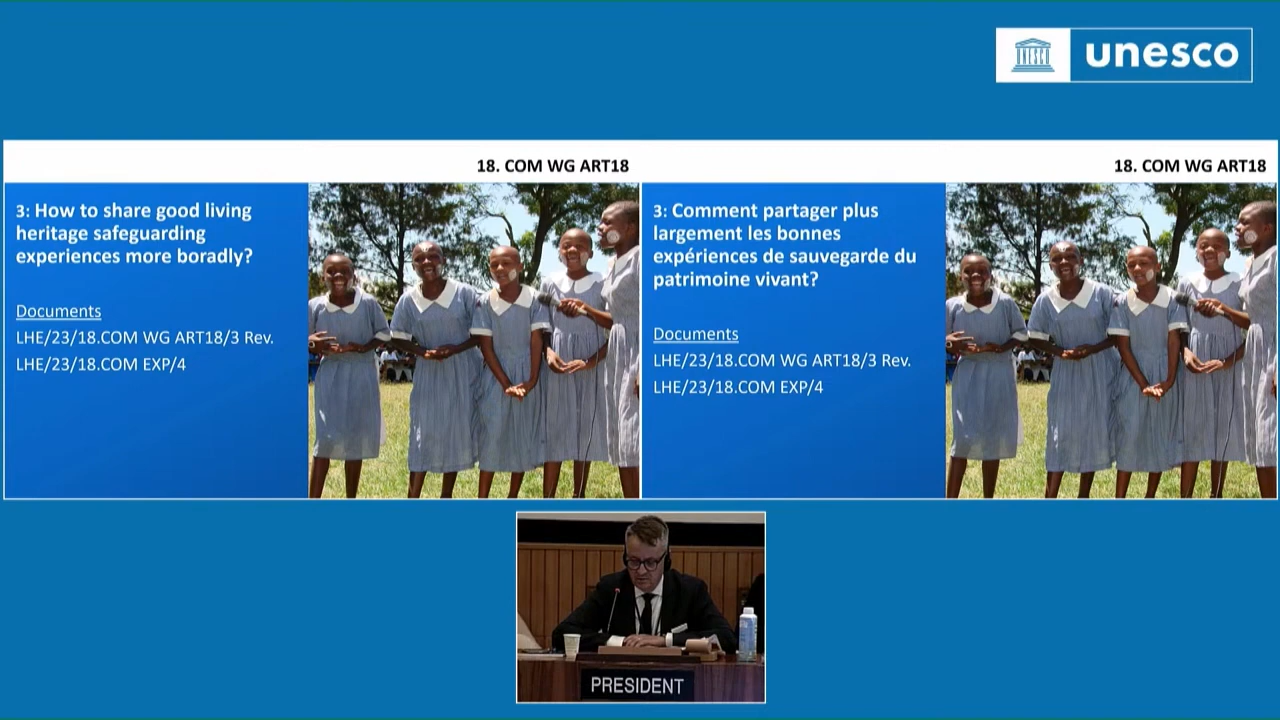 unesco
18. COM WG ART18
3: How to share good living
heritage safeguarding
experiences more boradly?
Documents
LHE/23/18.COM WG ART18/3 Rev.
LHE/23/18.COM EXP/4
18. COM WG ART18
3: Comment partager plus
largement les bonnes
expériences de sauvegarde du
patrimoine vivant?
Documents
LHE/23/18.COM WG ART18/3 Rev.
LHE/23/18.COM EXP/4
PRESIDENT